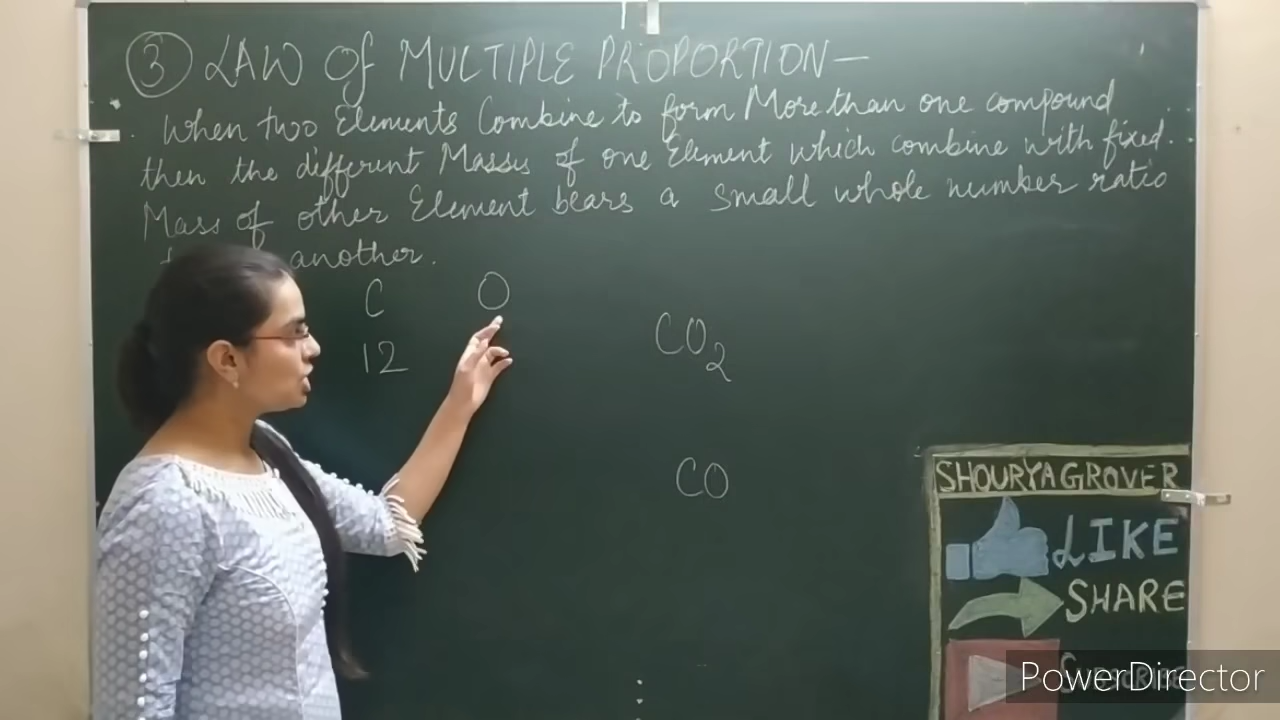 ③ LAW Of MULTIPLE PROPORTION—
When two Elements Combine to form More than one compound
then the different Masses of one Element which combine with fixed
Mass of other Element bears a small whole number ratio
another.
C O
12
CO₂
CO
SHOURYAGROVER
LIKE
SHARE
SUBSCRIBE
PowerDirector